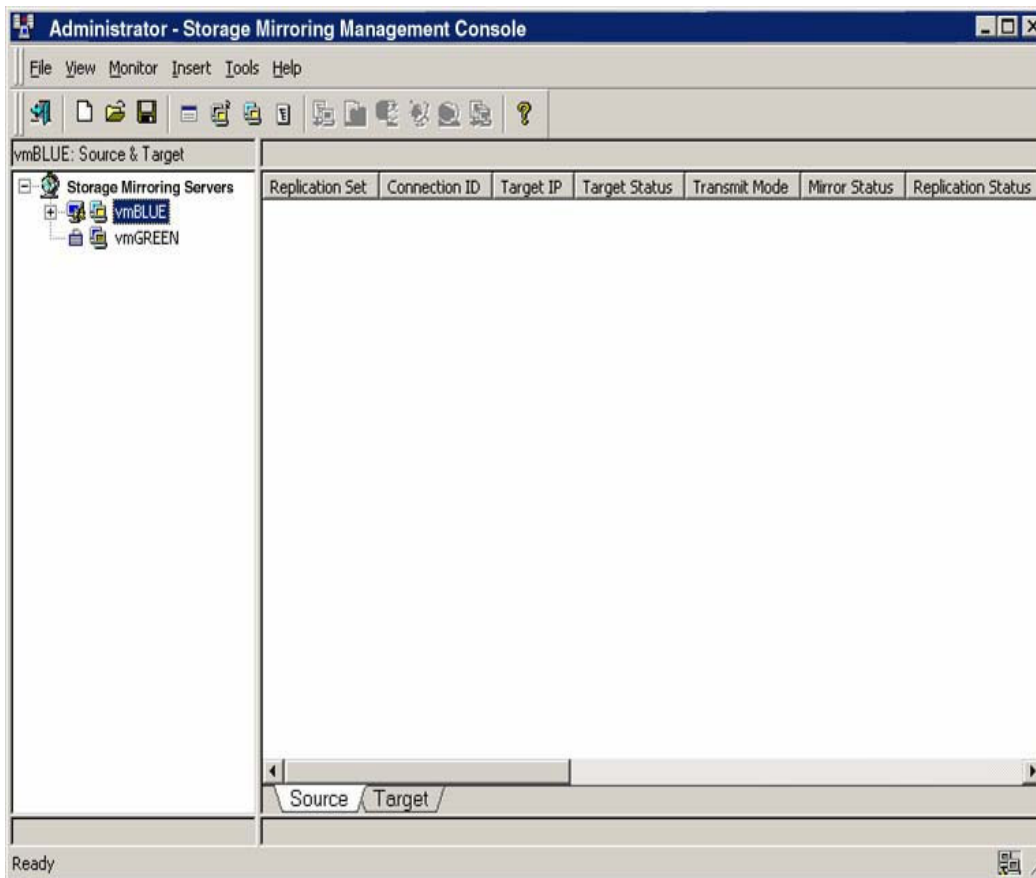 Administrator - Storage Mirroring Management Console
File View Monitor Insert Tools Help
vmBLUE: Source & Target
Storage Mirroring Servers
vmBLUE
vmGREEN
Replication Set Connection ID Target IP Target Status Transmit Mode Mirror Status Replication Status
Source Target
Ready